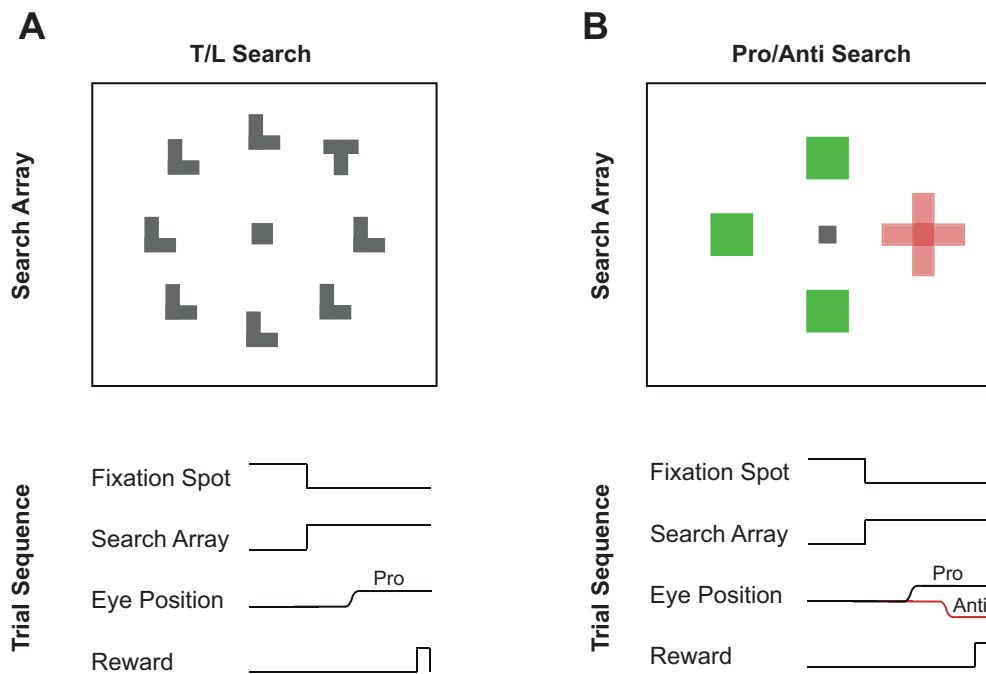 A
T/L Search
Search Array
Trial Sequence
Fixation Spot
Search Array
Eye Position
Pro
Reward
B
Pro/Anti Search
Search Array
Trial Sequence
Fixation Spot
Search Array
Eye Position
Pro
Anti
Reward